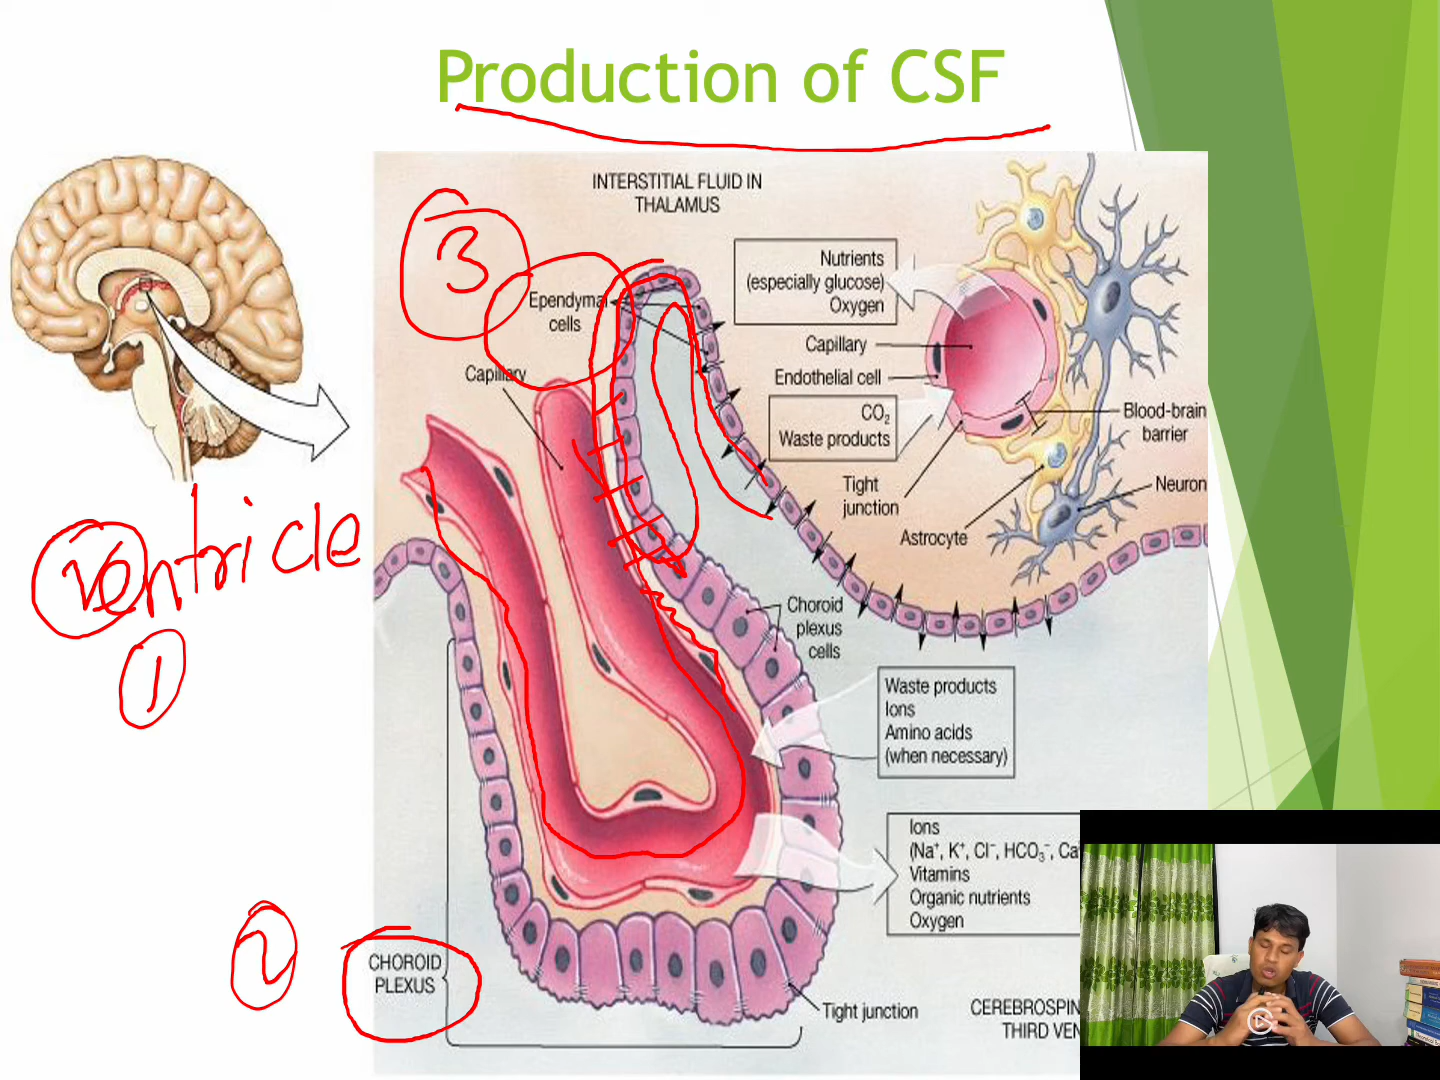 Production of CSF
INTERSTITIAL FLUID IN
THALAMUS
3
Nutrients
(especially glucose)
Oxygen
Ependymal
cells
Capillary
Capillary
Endothelial cell
CO₂
Waste products
Blood-brain
barrier
Tight
junction
Neuron
Astrocyte
ventricle
1
Choroid
plexus
cells
Waste products
Ions
Amino acids
(when necessary)
Ions
(Na⁺, K⁺, Cl⁻, HCO₃⁻, Ca
Vitamins
Organic nutrients
Oxygen
2
CHOROID
PLEXUS
Tight junction
CEREBROSPIN
THIRD VEN